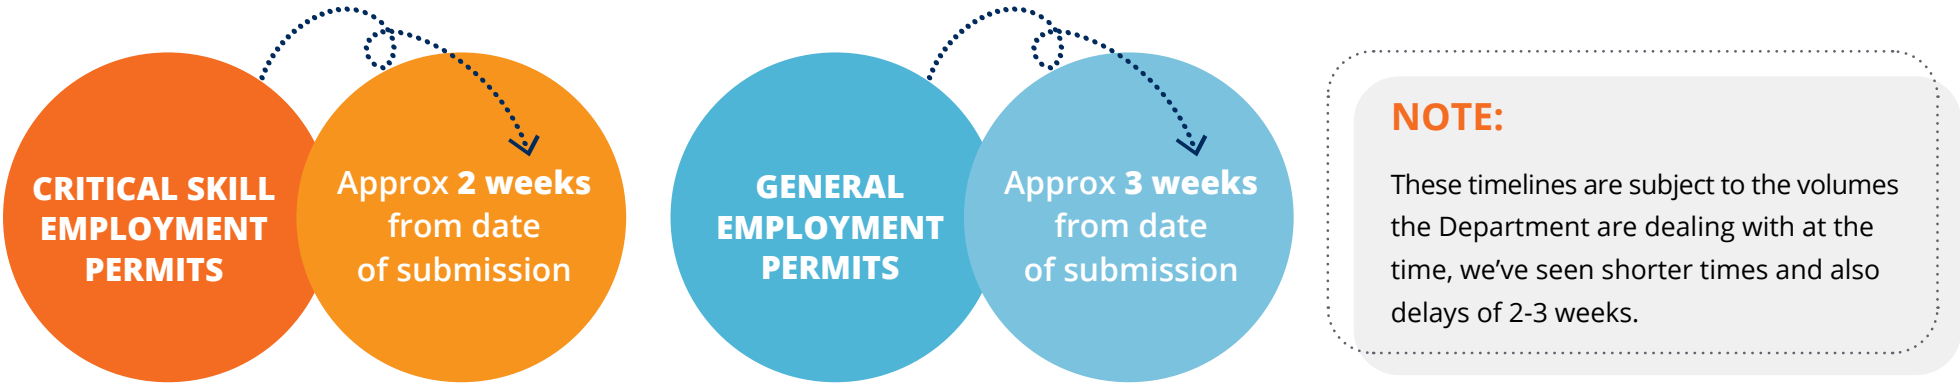 CRITICAL SKILL
EMPLOYMENT
PERMITS
Approx 2 weeks
from date
of submission
GENERAL
EMPLOYMENT
PERMITS
Approx 3 weeks
from date
of submission
NOTE:
These timelines are subject to the volumes
the Department are dealing with at the
time, we’ve seen shorter times and also
delays of 2-3 weeks.